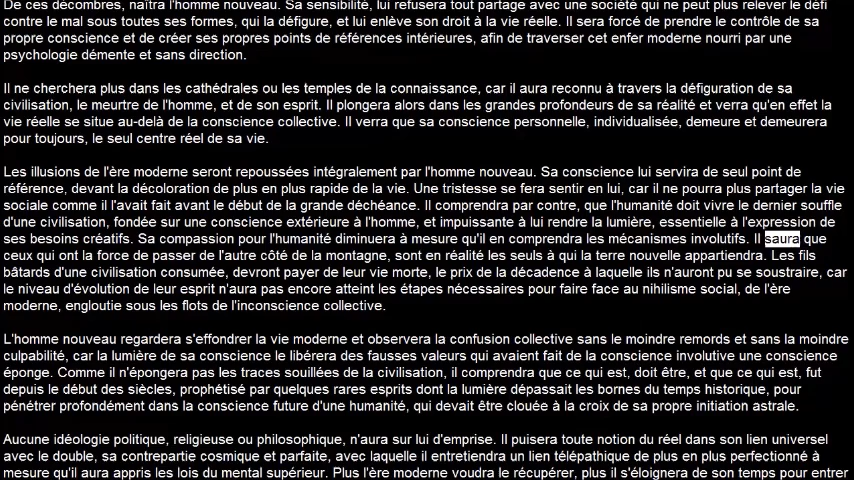 De ces décombres, naîtra l'homme nouveau. Sa sensibilité, lui refusera tout partage avec une société qui ne peut plus relever le défi
contre le mal sous toutes ses formes, qui la défigure, et lui enlève son droit à la vie réelle. Il sera forcé de prendre le contrôle de sa
propre conscience et de créer ses propres points de références intérieures, afin de traverser cet enfer moderne nourri par une
psychologie démente et sans direction.
Il ne cherchera plus dans les cathédrales ou les temples de la connaissance, car il aura reconnu à travers la défiguration de sa
civilisation, le meurtre de l'homme, et de son esprit. Il plongera alors dans les grandes profondeurs de sa réalité et verra qu'en effet la
vie réelle se situe au-delà de la conscience collective. Il verra que sa conscience personnelle, individualisée, demeure et demeurera
pour toujours, le seul centre réel de sa vie.
Les illusions de l'ère moderne seront repoussées intégralement par l'homme nouveau. Sa conscience lui servira de seul point de
référence, devant la décoloration de plus en plus rapide de la vie. Une tristesse se fera sentir en lui, car il ne pourra plus partager la vie
sociale comme il l'avait fait avant le début de la grande déchéance. Il comprendra par contre, que l'humanité doit vivre le dernier souffle
d'une civilisation, fondée sur une conscience extérieure à l'homme, et impuissante à lui rendre la lumière, essentielle à l'expression de
ses besoins créatifs. Sa compassion pour l'humanité diminuera à mesure qu'il en comprendra les mécanismes involutifs. Il saura que
ceux qui ont la force de passer de l'autre côté de la montagne, sont en réalité les seuls à qui la terre nouvelle appartiendra. Les fils
bâtards d'une civilisation consumée, devront payer de leur vie morte, le prix de la décadence à laquelle ils n'auront pu se soustraire, car
le niveau d'évolution de leur esprit n'aura pas encore atteint les étapes nécessaires pour faire face au nihilisme social, de l'ère
moderne, engloutie sous les flots de l'inconscience collective.
L'homme nouveau regardera s'effondrer la vie moderne et observera la confusion collective sans le moindre remords et sans la moindre
culpabilité, car la lumière de sa conscience le libérera des fausses valeurs qui avaient fait de la conscience involutive une conscience
éponge. Comme il n'épongera pas les traces souillées de la civilisation, il comprendra que ce qui est, doit être, et que ce qui est, fut
depuis le début des siècles, prophétisé par quelques rares esprits dont la lumière dépassait les bornes du temps historique, pour
pénétrer profondément dans la conscience future d'une humanité, qui devait être clouée à la croix de sa propre initiation astrale.
Aucune idéologie politique, religieuse ou philosophique, n'aura sur lui d'emprise. Il puisera toute notion du réel dans son lien universel
avec le double, sa contrepartie cosmique et parfaite, avec laquelle il entretiendra un lien télépathique de plus en plus perfectionné à
mesure qu'il aura appris les lois du mental supérieur. Plus l'ère moderne voudra le récupérer, plus il s'éloignera de son temps pour entrer